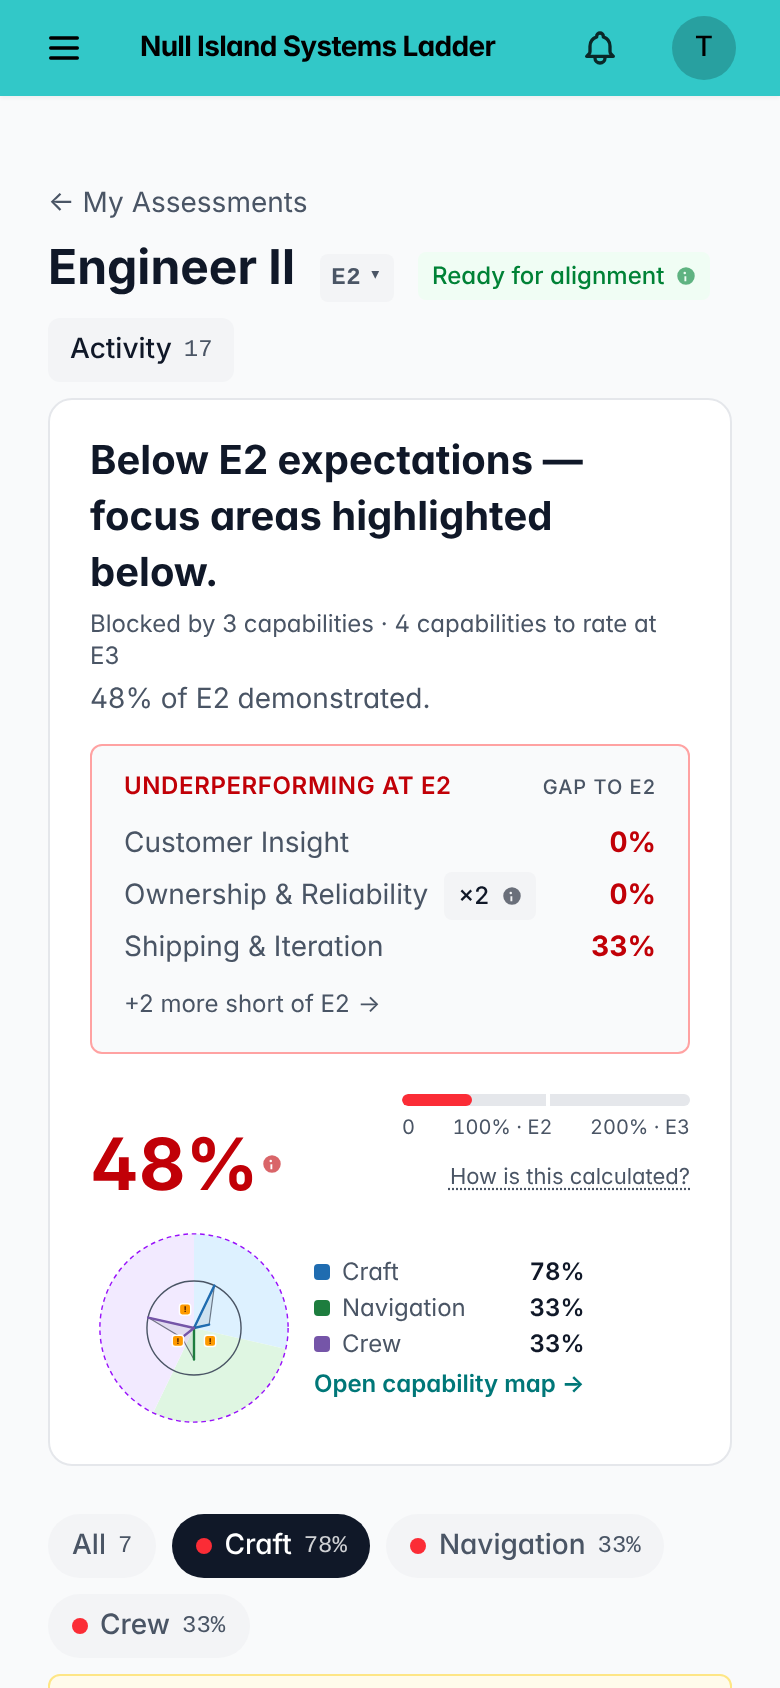 Null Island Systems Ladder
T
← My Assessments
Engineer II
E2 ▼
Ready for alignment
Activity 17
Below E2 expectations —
focus areas highlighted
below.
Blocked by 3 capabilities · 4 capabilities to rate at
E3
48% of E2 demonstrated.
UNDERPERFORMING AT E2
GAP TO E2
Customer Insight 0%
Ownership & Reliability ×2 0%
Shipping & Iteration 33%
+2 more short of E2 →
0 100% · E2 200% · E3
48%
How is this calculated?
Craft 78%
Navigation 33%
Crew 33%
Open capability map →
All 7
Craft 78%
Navigation 33%
Crew 33%